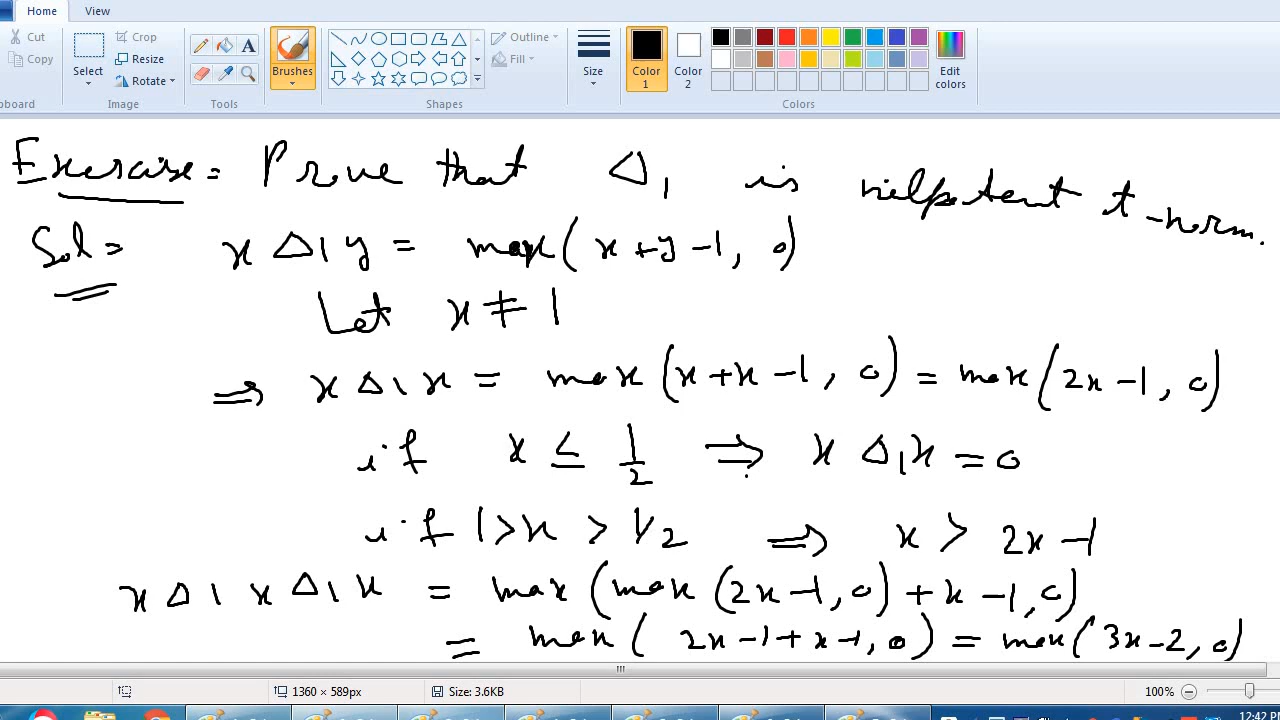 Home View
Cut
Copy
Select
Crop
Resize
Rotate
Brushes
Outline
Fill
Size
Color 1
Color 2
Edit colors
Image
Tools
Shapes
Colors
Exercise = Prove that Δ₁ is nilpotent t-norm.
Sol = x Δ₁ y = max(x+y-1, 0)
Let x ≠ 1
⇒ x Δ₁ x = max(x+x-1, 0) = max(2x-1, 0)
if x ≤ 1/2 ⇒ x Δ₁ x = 0
if 1 > x > 1/2 ⇒ x > 2x-1
x Δ₁ x Δ₁ x = max(max(2x-1, 0) + x-1, 0)
= max(2x-1+x-1, 0) = max(3x-2, 0)
1360 × 589px
Size: 3.6KB
100%